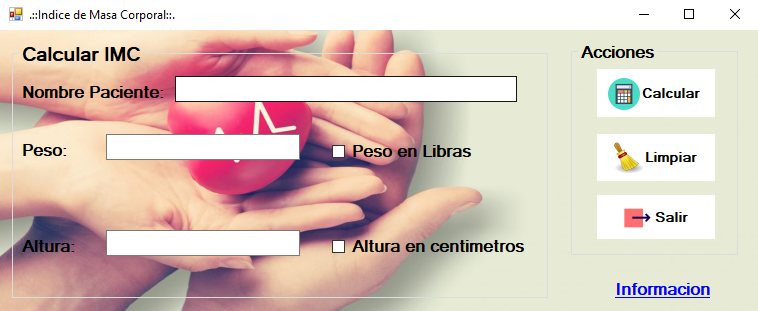 .::Indice de Masa Corporal::.
Calcular IMC
Nombre Paciente:
Peso:
Peso en Libras
Altura:
Altura en centimetros
Acciones
Calcular
Limpiar
Salir
Informacion